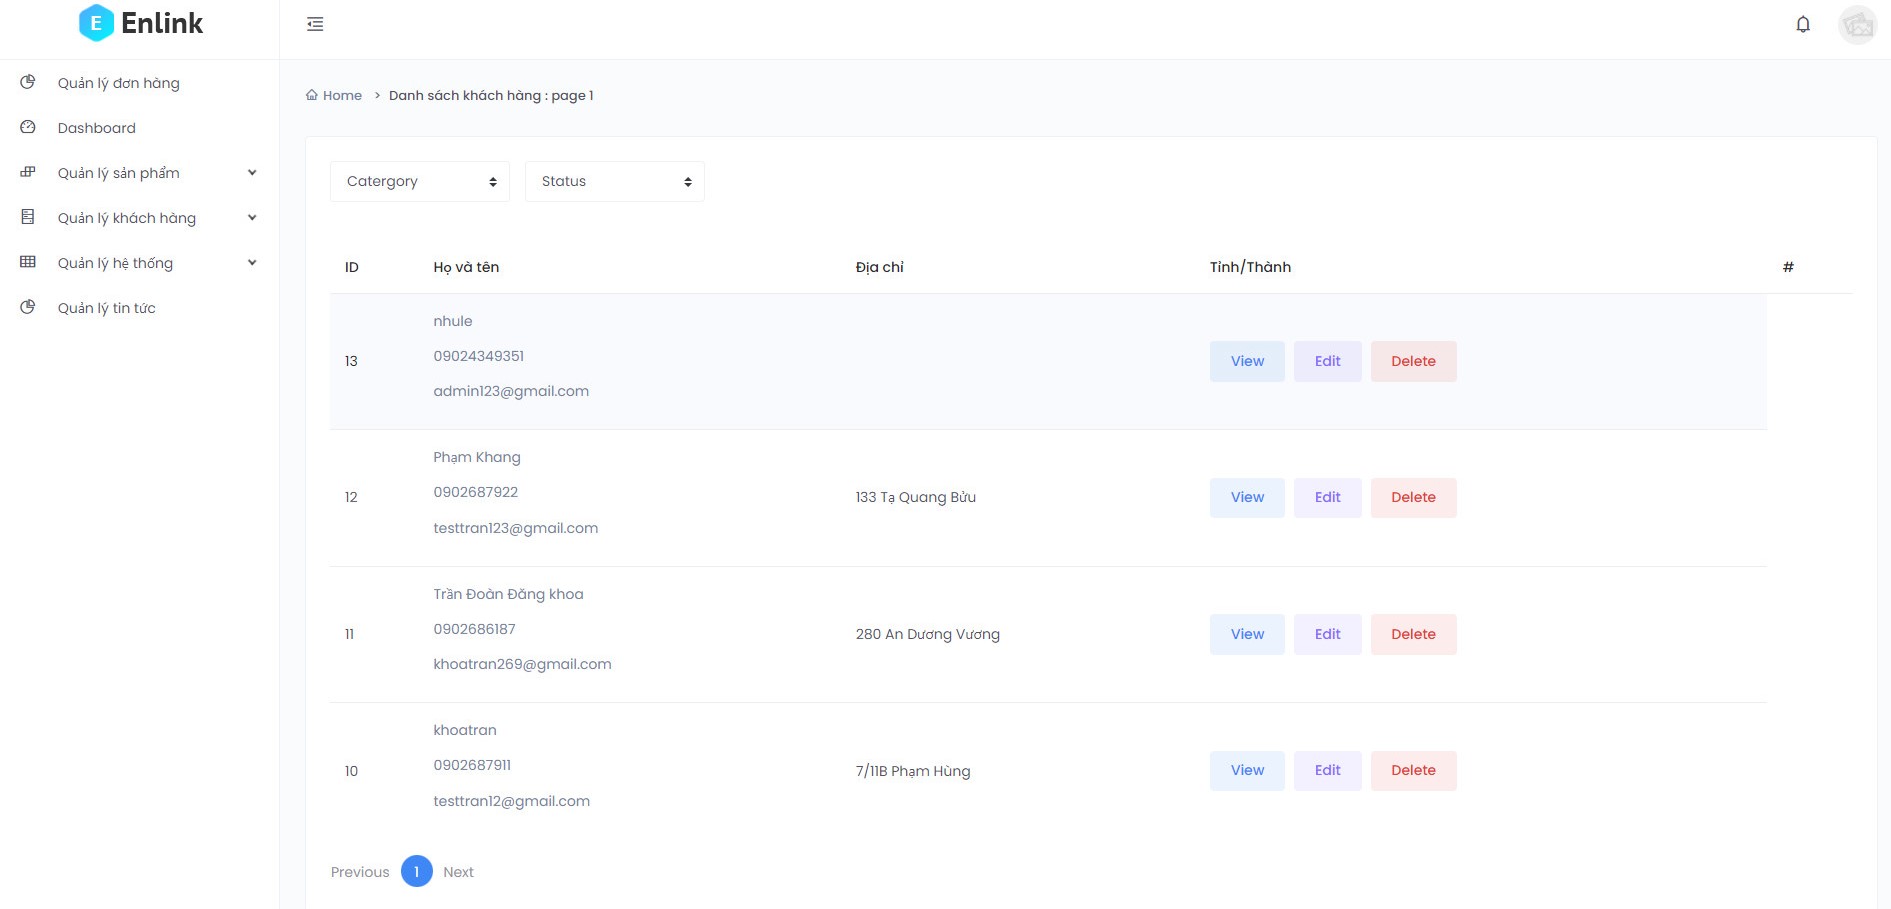 E Enlink
Quản lý đơn hãng
Dashboard
Quản lý sản phẩm
Quản lý khách hàng
Quản lý hệ thống
Quản lý tin tức
Home > Danh sách khách hàng : page 1
Catergory
Status
ID Họ và tên Địa chỉ Tỉnh/Thành #
nhule
09024349351
13 View Edit Delete
admin123@gmail.com
Phạm Khang
0902687922
12 133 Tạ Quang Bửu View Edit Delete
testtran123@gmail.com
Trần Đoàn Đăng khoa
0902686187
11 280 An Dương Vương View Edit Delete
khoatran269@gmail.com
khoatran
0902687911
10 7/11B Phạm Hùng View Edit Delete
testtran12@gmail.com
Previous 1 Next